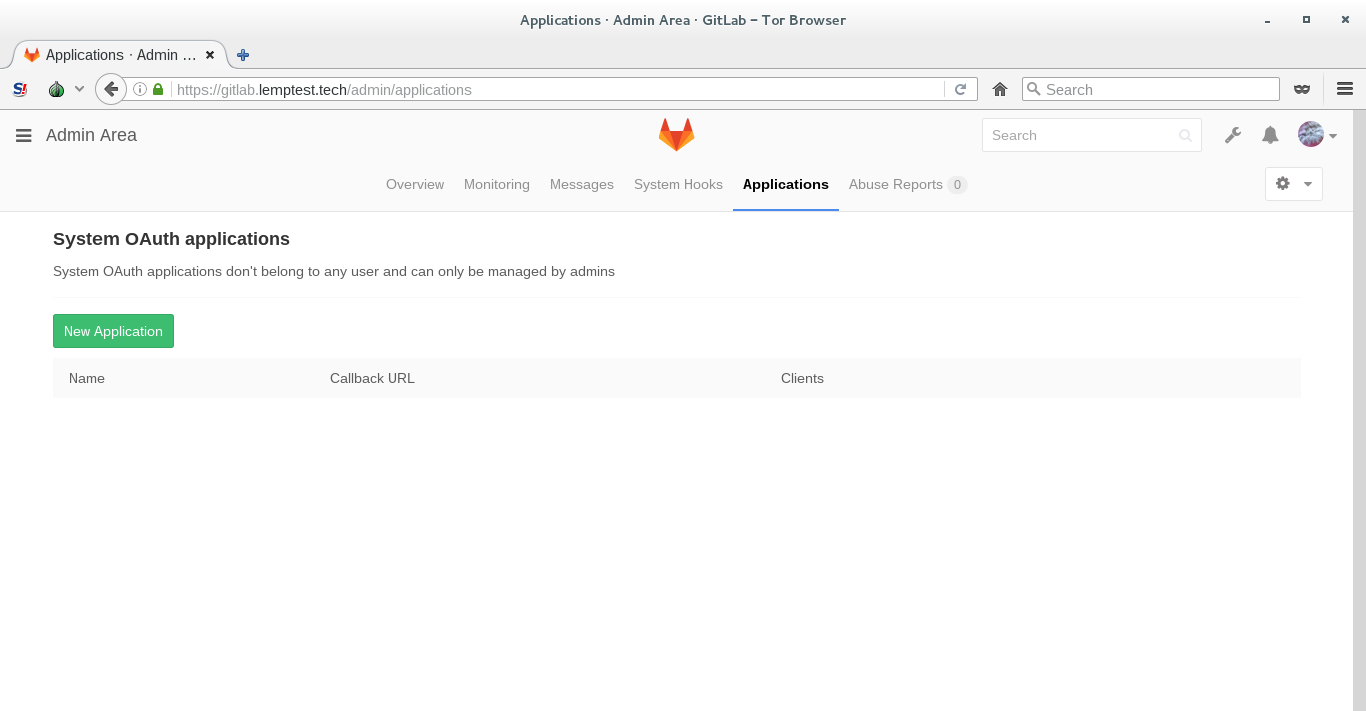 Applications · Admin Area · GitLab – Tor Browser
Applications · Admin ...
https://gitlab.lemptest.tech/admin/applications
Search
Admin Area
Search
Overview Monitoring Messages System Hooks Applications Abuse Reports 0
System OAuth applications
System OAuth applications don't belong to any user and can only be managed by admins
New Application
Name Callback URL Clients